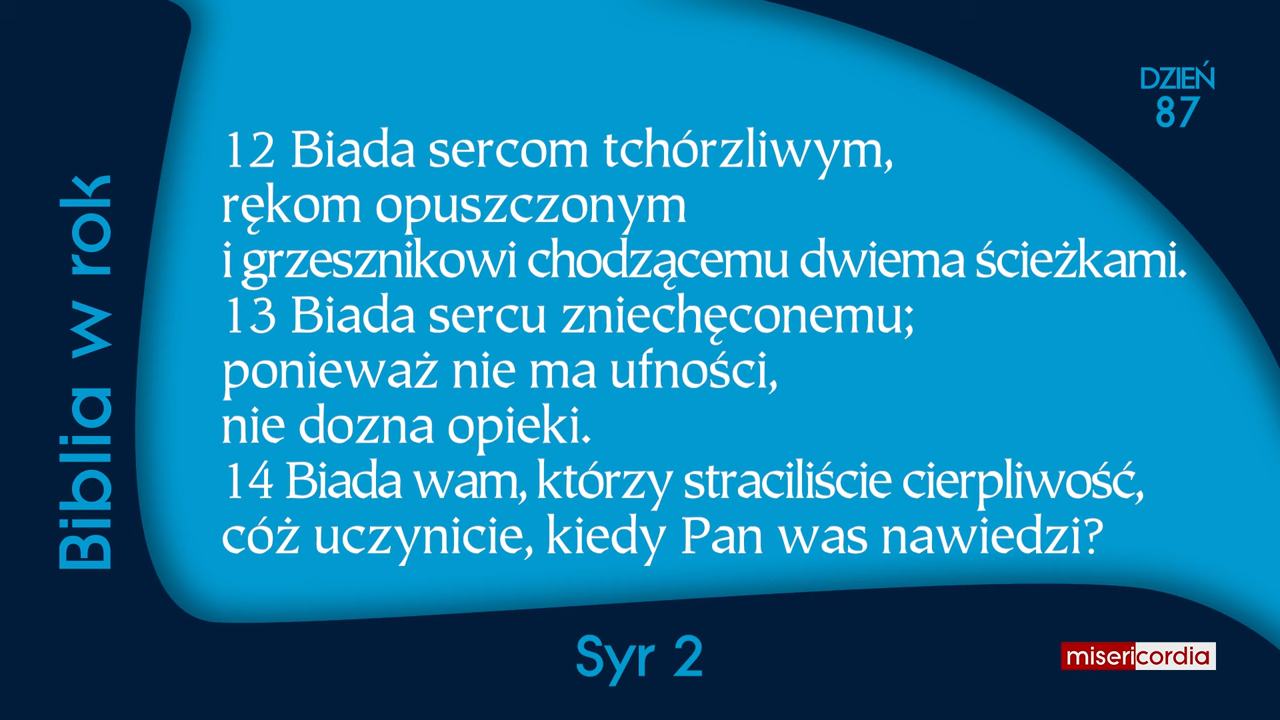 DZIEŃ
87
Biblia w rok
12 Biada sercom tchórzliwym,
rękom opuszczonym
i grzesznikowi chodzącemu dwiema ścieżkami.
13 Biada sercu zniechęconemu;
ponieważ nie ma ufności,
nie dozna opieki.
14 Biada wam, którzy straciliście cierpliwość,
cóż uczynicie, kiedy Pan was nawiedzi?
Syr 2
misericordia